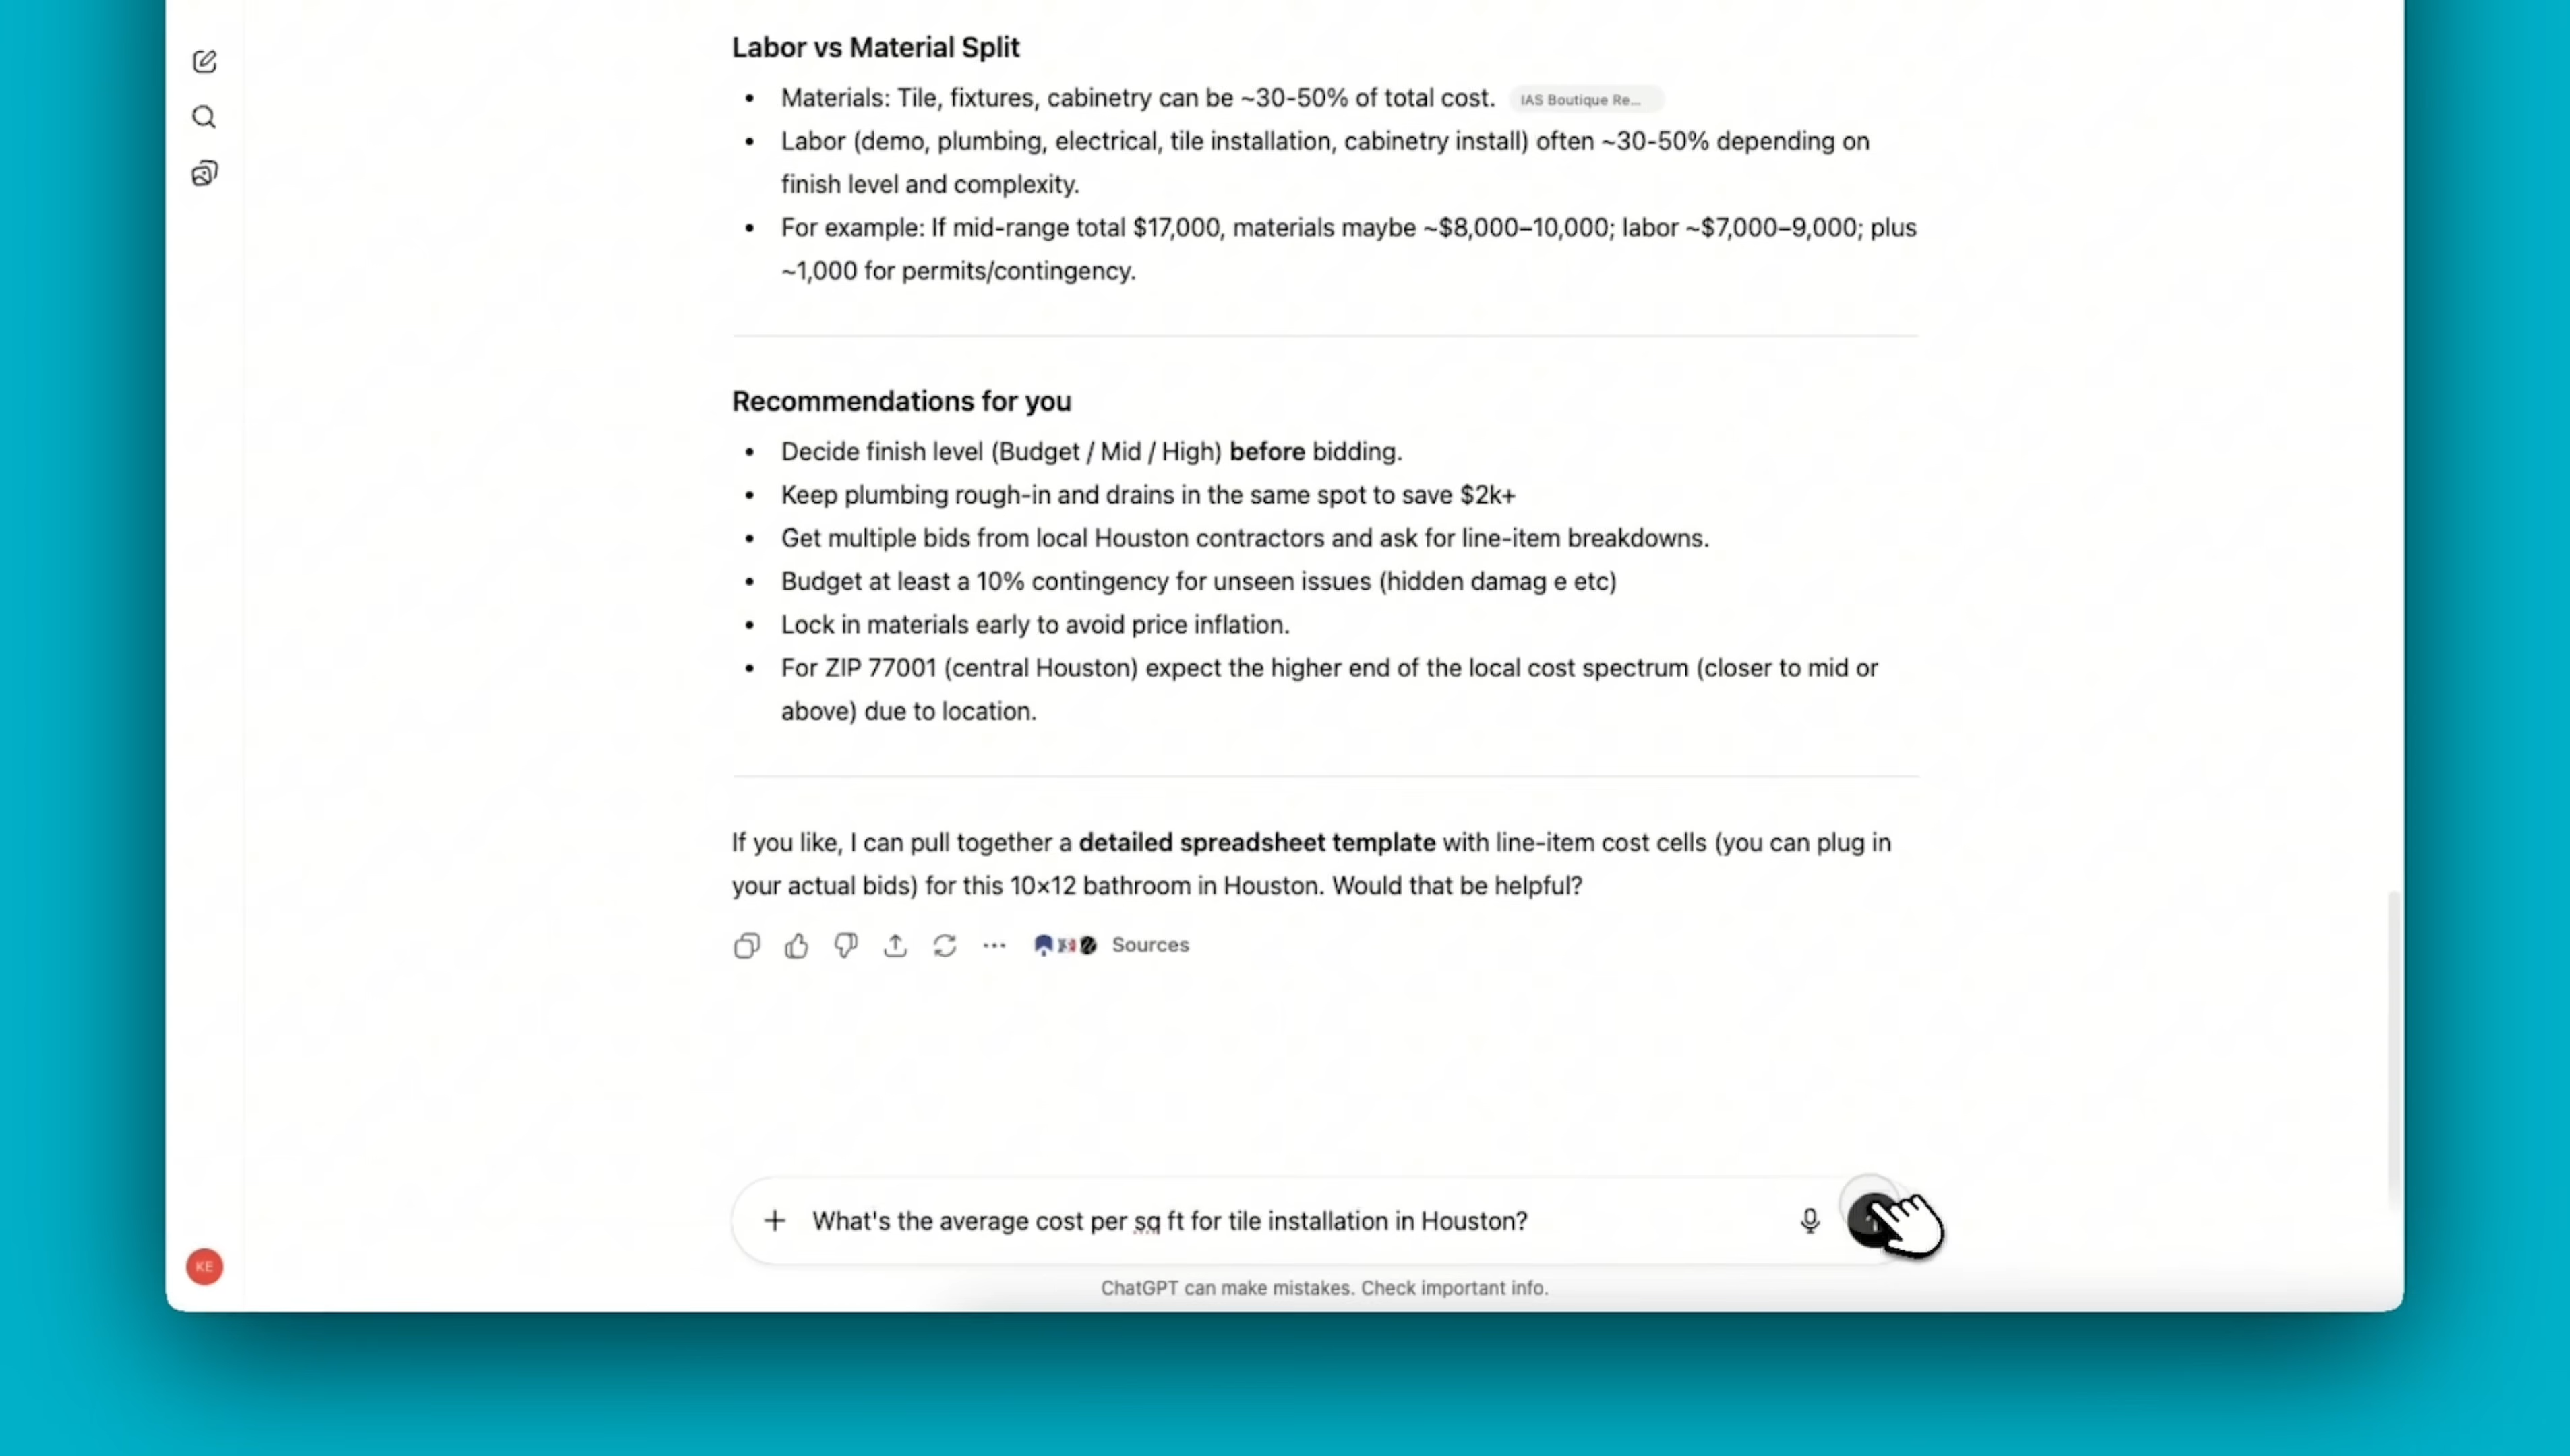 Labor vs Material Split
• Materials: Tile, fixtures, cabinetry can be ~30-50% of total cost. IAS Boutique Re...
• Labor (demo, plumbing, electrical, tile installation, cabinetry install) often ~30-50% depending on
finish level and complexity.
• For example: If mid-range total $17,000, materials maybe ~$8,000–10,000; labor ~$7,000–9,000; plus
~1,000 for permits/contingency.
Recommendations for you
• Decide finish level (Budget / Mid / High) before bidding.
• Keep plumbing rough-in and drains in the same spot to save $2k+
• Get multiple bids from local Houston contractors and ask for line-item breakdowns.
• Budget at least a 10% contingency for unseen issues (hidden damag e etc)
• Lock in materials early to avoid price inflation.
• For ZIP 77001 (central Houston) expect the higher end of the local cost spectrum (closer to mid or
above) due to location.
If you like, I can pull together a detailed spreadsheet template with line-item cost cells (you can plug in
your actual bids) for this 10×12 bathroom in Houston. Would that be helpful?
Sources
What's the average cost per sq ft for tile installation in Houston?
KE
ChatGPT can make mistakes. Check important info.